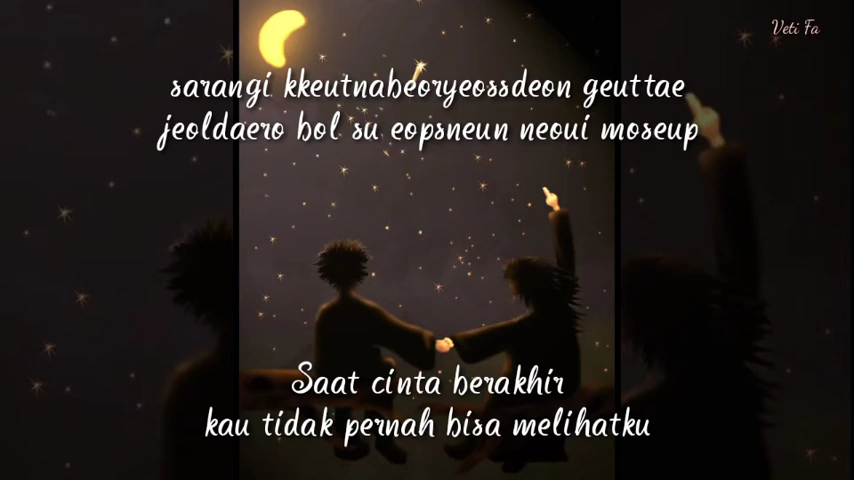 Veti Fa
sarangi kkeutnabeoryeossdeon geuttae
jeoldaero bol su eopsneun neoui moseup
Saat cinta berakhir
kau tidak pernah bisa melihatku